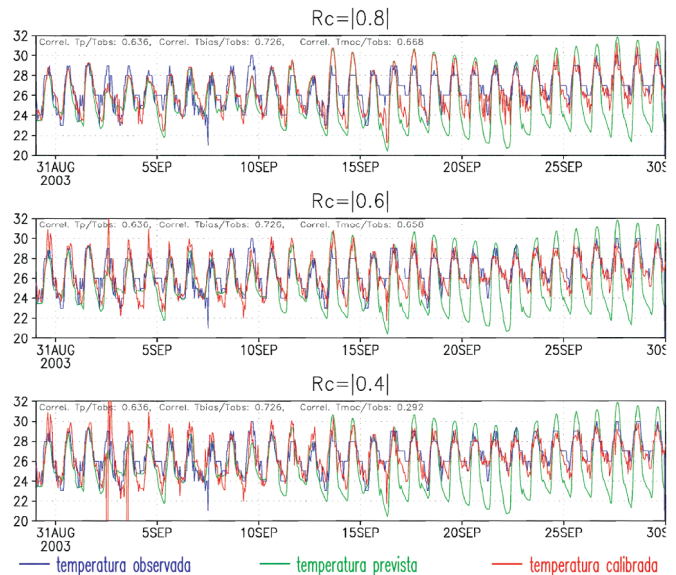 Rc=|0.8|
32
Correl. Tp/Tobs: 0.636, Correl. Tbias/Tobs: 0.726, Correl. Tmoc/Tobs: 0.668
30
28
26
24
22
20
31AUG 5SEP 10SEP 15SEP 20SEP 25SEP 30S
2003
Rc=|0.6|
32
Correl. Tp/Tobs: 0.636, Correl. Tbias/Tobs: 0.726, Correl. Tmoc/Tobs: 0.656
30
28
26
24
22
20
31AUG 5SEP 10SEP 15SEP 20SEP 25SEP 30S
2003
Rc=|0.4|
32
Correl. Tp/Tobs: 0.636, Correl. Tbias/Tobs: 0.726, Correl. Tmoc/Tobs: 0.292
30
28
26
24
22
20
31AUG 5SEP 10SEP 15SEP 20SEP 25SEP 30S
2003
temperatura observada temperatura prevista temperatura calibrada